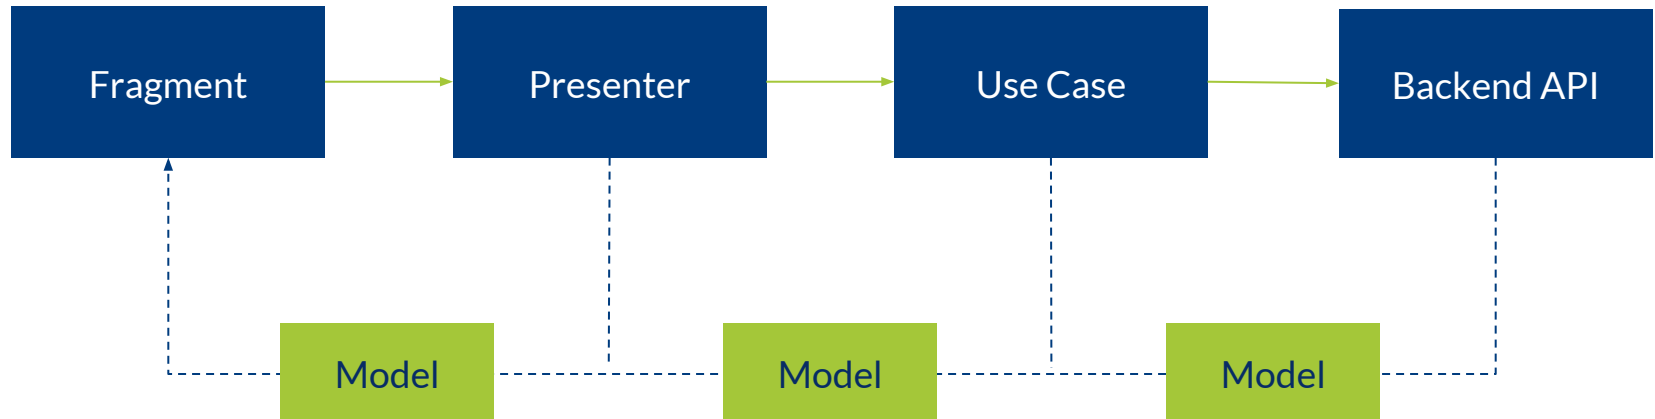 Fragment
Presenter
Use Case
Backend API
Model
Model
Model